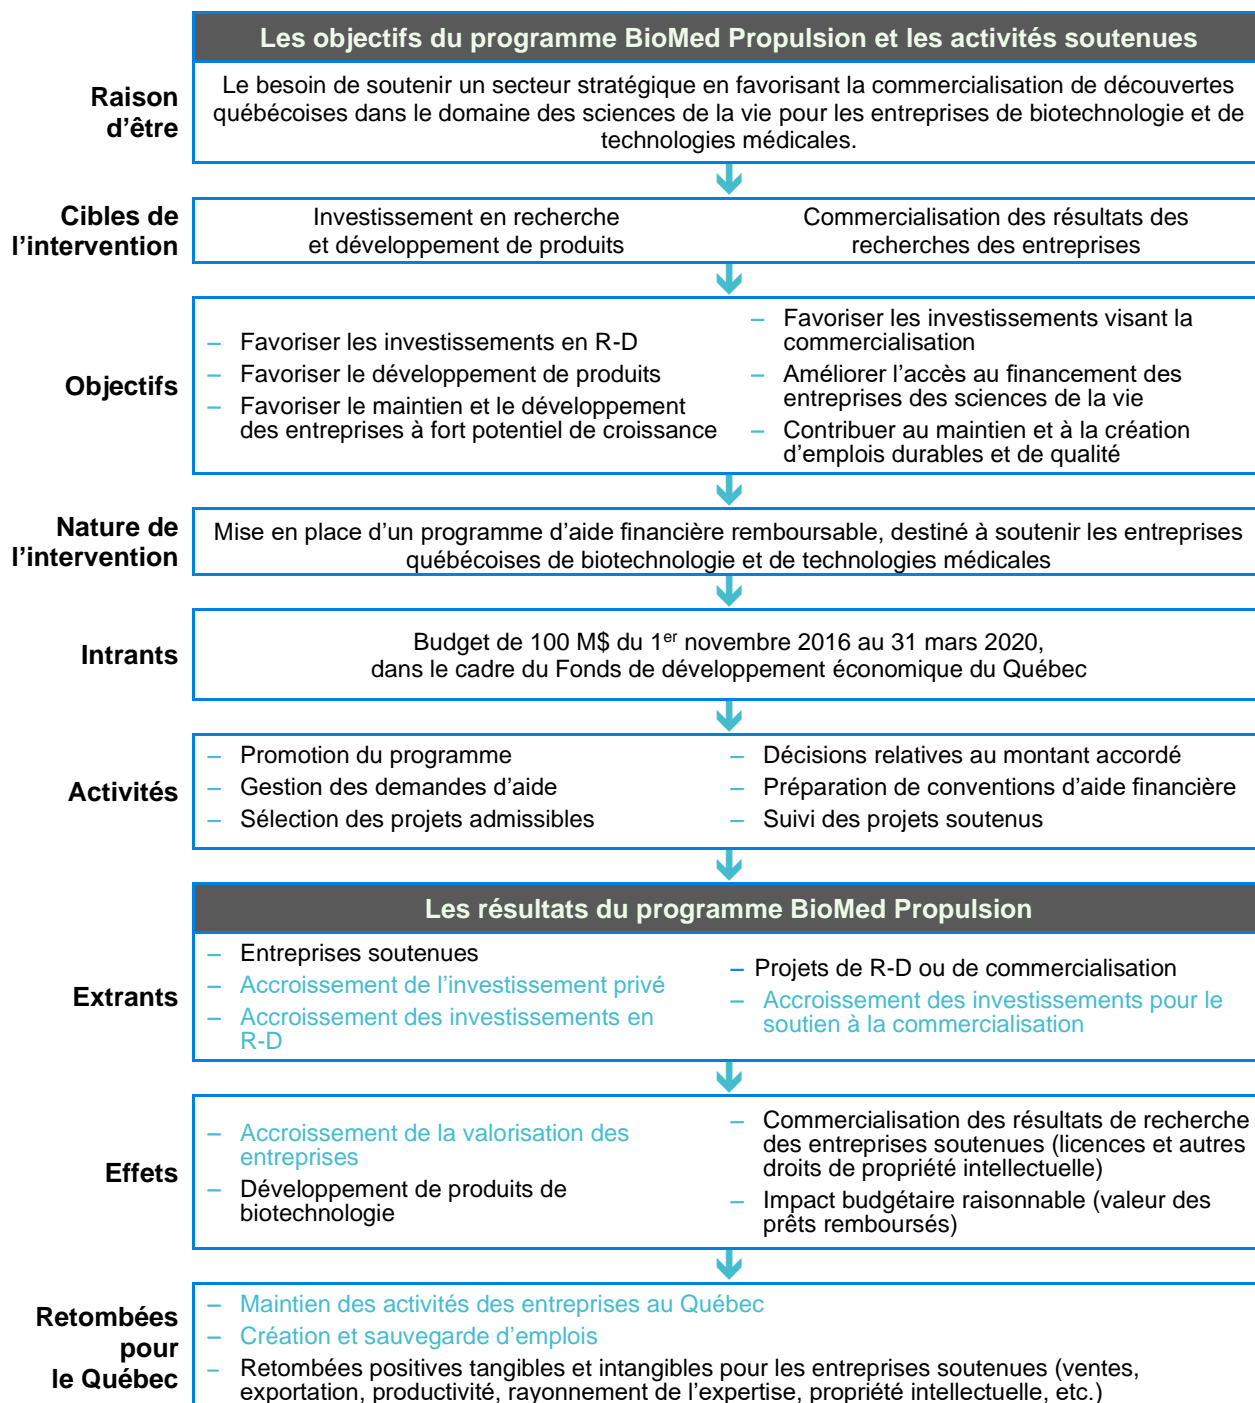 Les objectifs du programme BioMed Propulsion et les activités soutenues
Raison
d’être
Le besoin de soutenir un secteur stratégique en favorisant la commercialisation de découvertes
québécoises dans le domaine des sciences de la vie pour les entreprises de biotechnologie et de
technologies médicales.
Cibles de
l’intervention
Investissement en recherche
et développement de produits
Commercialisation des résultats des
recherches des entreprises
Objectifs
– Favoriser les investissements en R-D
– Favoriser le développement de produits
– Favoriser le maintien et le développement
des entreprises à fort potentiel de croissance
– Favoriser les investissements visant la
commercialisation
– Améliorer l’accès au financement des
entreprises des sciences de la vie
– Contribuer au maintien et à la création
d’emplois durables et de qualité
Nature de
l’intervention
Mise en place d’un programme d’aide financière remboursable, destiné à soutenir les entreprises
québécoises de biotechnologie et de technologies médicales
Intrants
Budget de 100 M$ du 1er novembre 2016 au 31 mars 2020,
dans le cadre du Fonds de développement économique du Québec
Activités
– Promotion du programme
– Gestion des demandes d’aide
– Sélection des projets admissibles
– Décisions relatives au montant accordé
– Préparation de conventions d’aide financière
– Suivi des projets soutenus
Les résultats du programme BioMed Propulsion
Extrants
– Entreprises soutenues
– Accroissement de l’investissement privé
– Accroissement des investissements en
R-D
– Projets de R-D ou de commercialisation
– Accroissement des investissements pour le
soutien à la commercialisation
Effets
– Accroissement de la valorisation des
entreprises
– Développement de produits de
biotechnologie
– Commercialisation des résultats de recherche
des entreprises soutenues (licences et autres
droits de propriété intellectuelle)
– Impact budgétaire raisonnable (valeur des
prêts remboursés)
Retombées
pour
le Québec
– Maintien des activités des entreprises au Québec
– Création et sauvegarde d’emplois
– Retombées positives tangibles et intangibles pour les entreprises soutenues (ventes,
exportation, productivité, rayonnement de l’expertise, propriété intellectuelle, etc.)